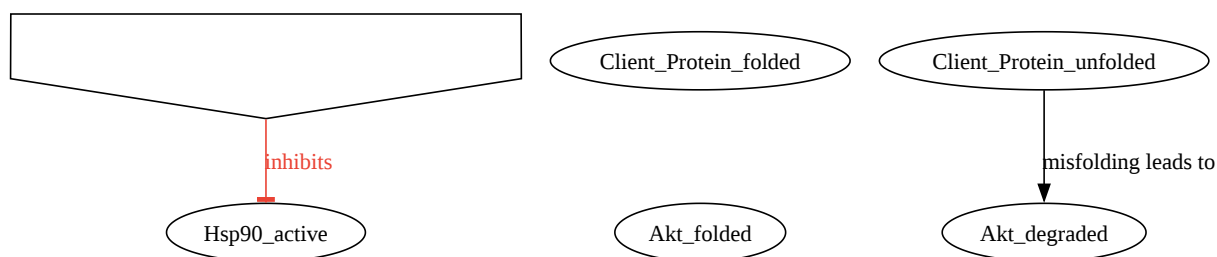 Client_Protein_folded
Client_Protein_unfolded
inhibits
misfolding leads to
Hsp90_active
Akt_folded
Akt_degraded